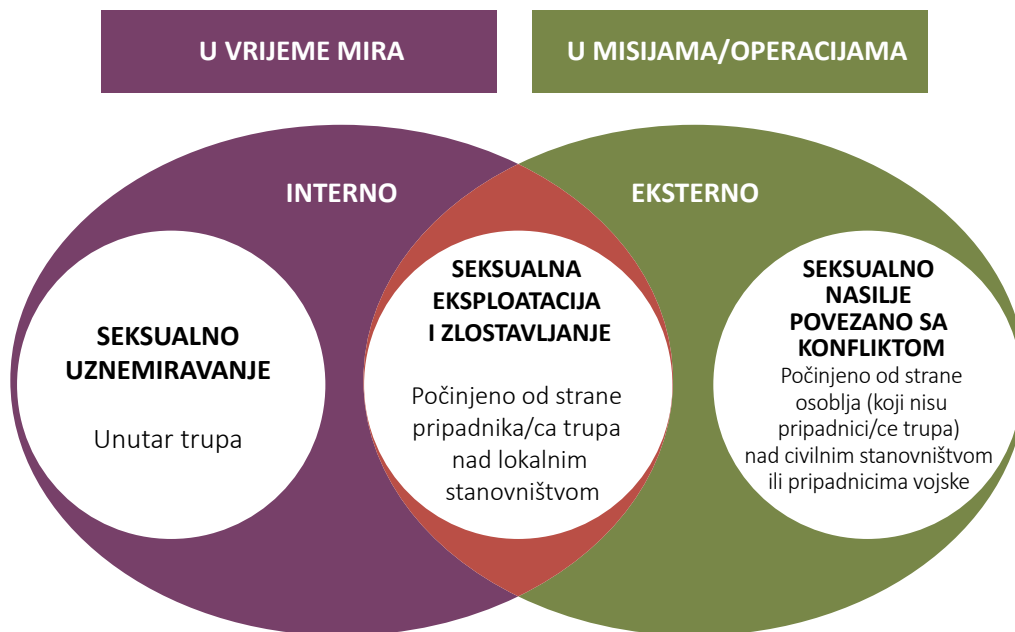 U VRIJEME MIRA
U MISIJAMA/OPERACIJAMA
INTERNO
EKSTERNO
SEKSUALNO
UZNEMIRAVANJE
Unutar trupa
SEKSUALNA
EKSPLOATACIJA
I ZLOSTAVLJANJE
Počinjeno od strane
pripadnika/ca trupa
nad lokalnim
stanovništvom
SEKSUALNO
NASILJE
POVEZANO SA
KONFLIKTOM
Počinjeno od strane
osoblja (koji nisu
pripadnici/ce trupa)
nad civilnim stanovništvom
ili pripadnicima vojske